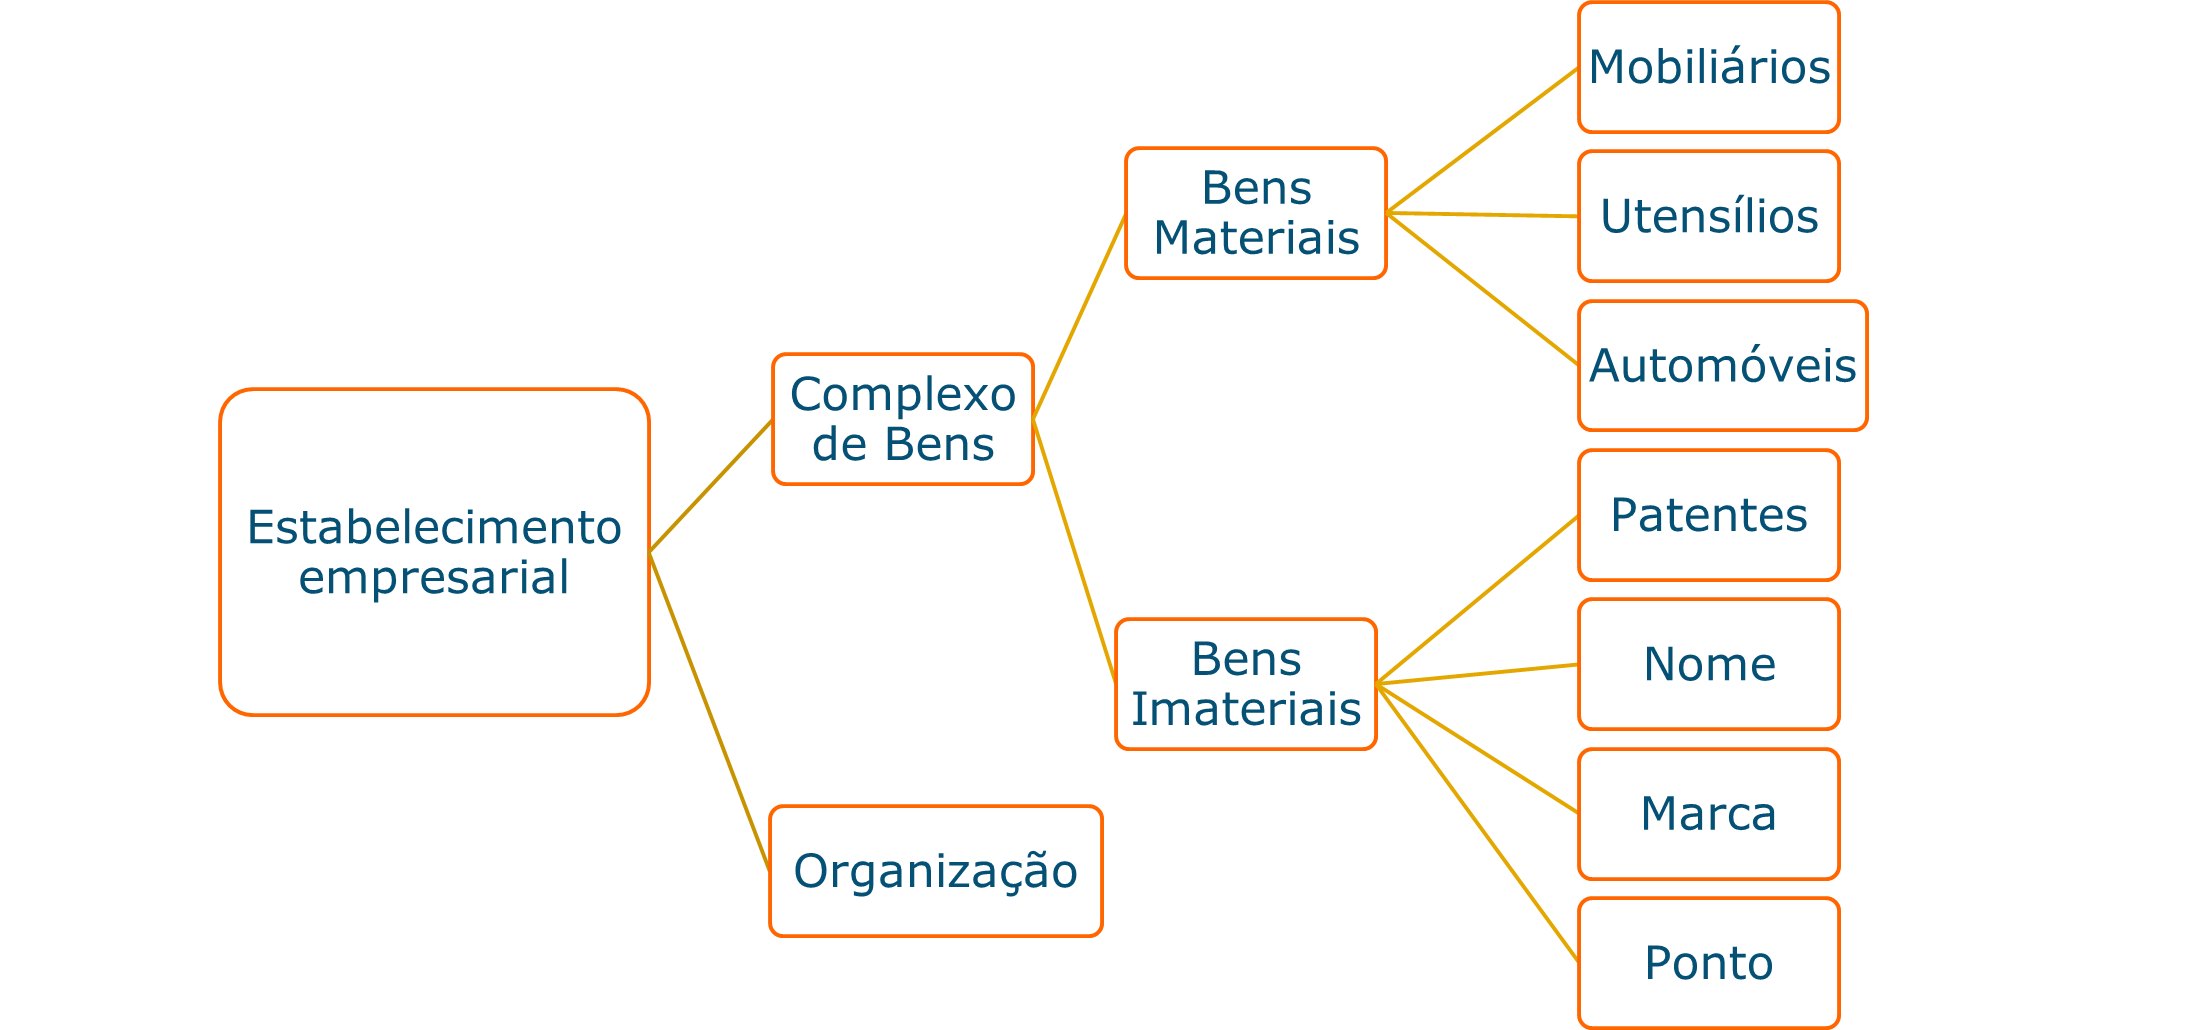 Estabelecimento
empresarial
Complexo
de Bens
Organização
Bens
Materiais
Bens
Imateriais
Mobiliários
Utensílios
Automóveis
Patentes
Nome
Marca
Ponto